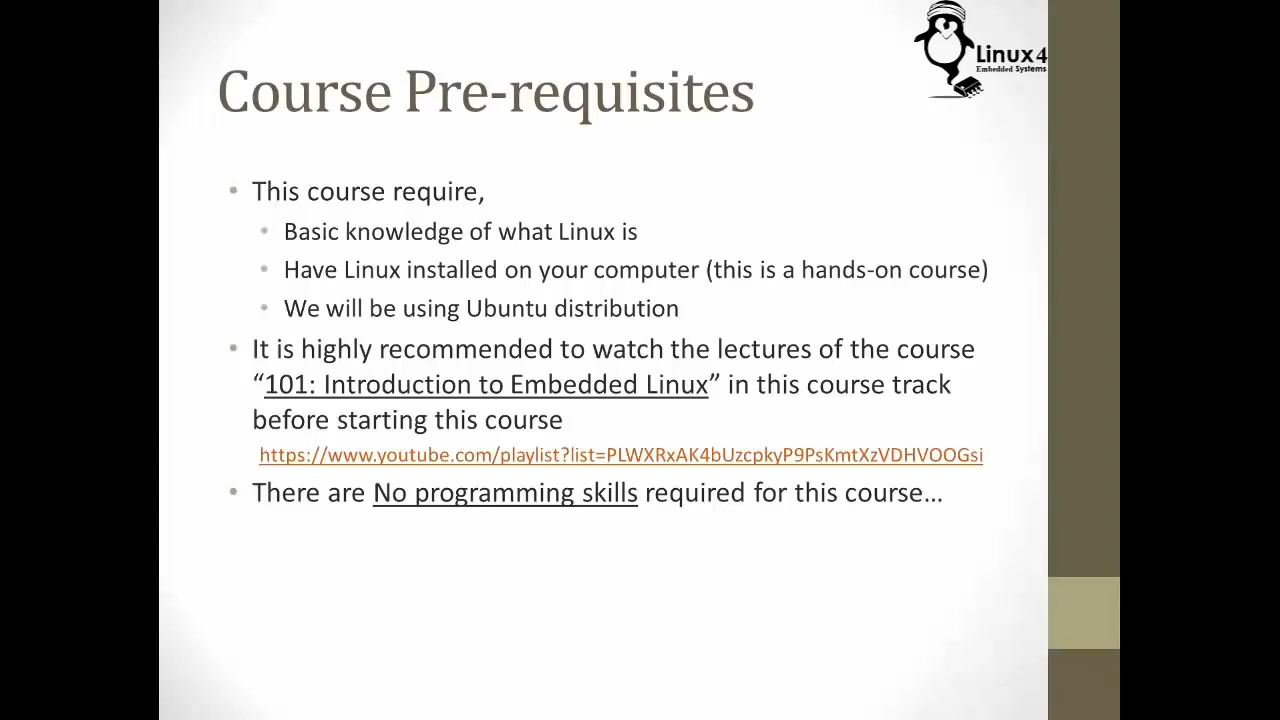 Linux 4
Embedded Systems
Course Pre-requisites
• This course require,
• Basic knowledge of what Linux is
• Have Linux installed on your computer (this is a hands-on course)
• We will be using Ubuntu distribution
• It is highly recommended to watch the lectures of the course
“101: Introduction to Embedded Linux” in this course track
before starting this course
https://www.youtube.com/playlist?list=PLWXRxAK4bUzcpkyP9PsKmtXzVDHVOOGsi
• There are No programming skills required for this course…